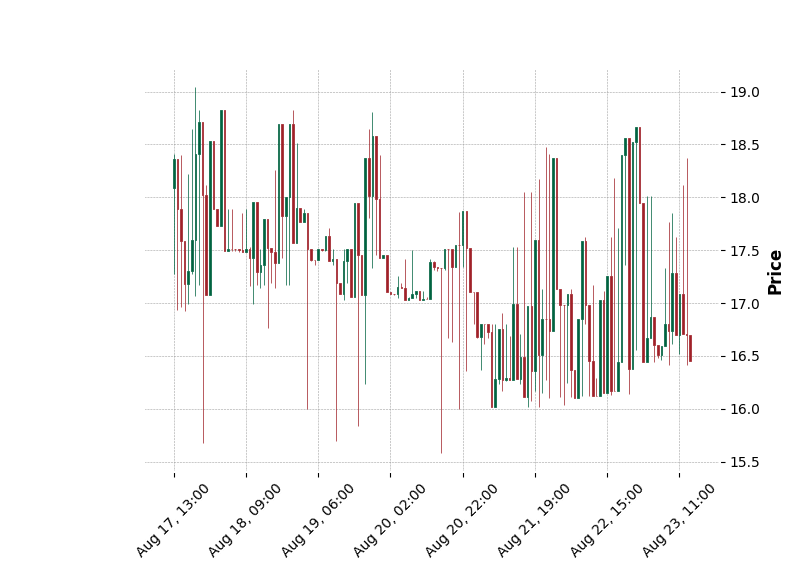 19.0
18.5
18.0
17.5
17.0
16.5
16.0
15.5
Price
Aug 17, 13:00
Aug 18, 09:00
Aug 19, 06:00
Aug 20, 02:00
Aug 20, 22:00
Aug 21, 19:00
Aug 22, 15:00
Aug 23, 11:00